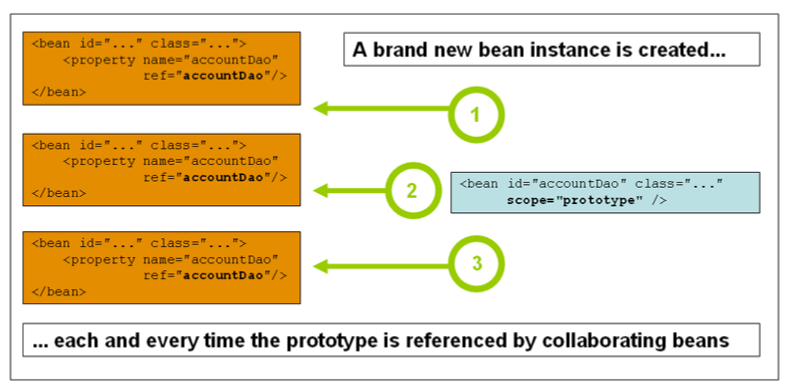 <bean id="..." class="...">
<property name="accountDao"
ref="accountDao"/>
</bean>
A brand new bean instance is created...
1
<bean id="..." class="...">
<property name="accountDao"
ref="accountDao"/>
</bean>
2
<bean id="accountDao" class="..."
scope="prototype" />
<bean id="..." class="...">
<property name="accountDao"
ref="accountDao"/>
</bean>
3
... each and every time the prototype is referenced by collaborating beans